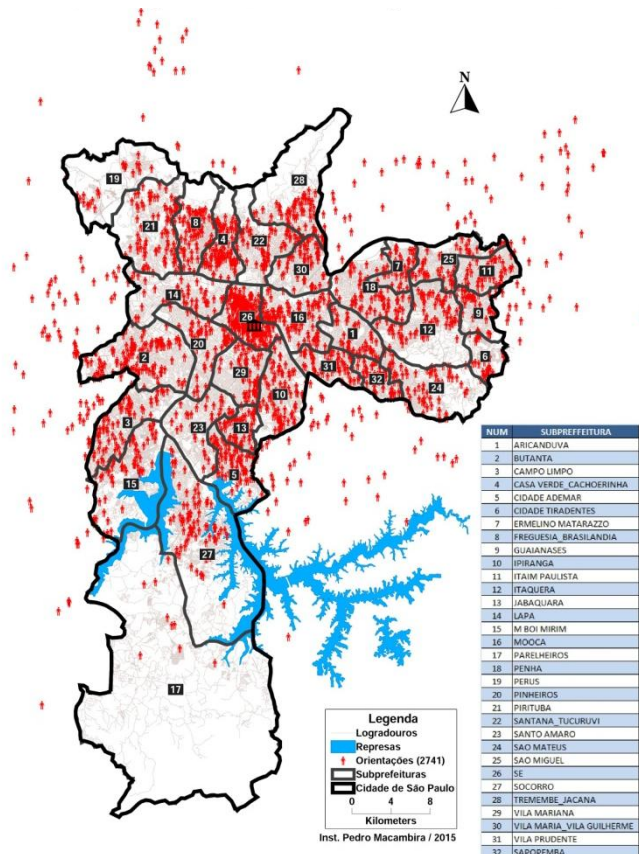 N
19
28
21
8
4
22
30
7
25
11
18
14
26
16
9
12
1
2
20
31
6
32
29
24
10
3
23
13
5
15
27
17
Legenda
Logradouros
Represas
Orientações (2741)
Subprefeituras
Cidade de São Paulo
0 4 8
Kilometers
Inst. Pedro Macambira / 2015
NUM SUBPREFFEITURA
1 ARICANDUVA
2 BUTANTA
3 CAMPO LIMPO
4 CASA VERDE_CACHOERINHA
5 CIDADE ADEMAR
6 CIDADE TIRADENTES
7 ERMELINO MATARAZZO
8 FREGUESIA_BRASILANDIA
9 GUAIANASES
10 IPIRANGA
11 ITAIM PAULISTA
12 ITAQUERA
13 JABAQUARA
14 LAPA
15 M BOI MIRIM
16 MOOCA
17 PARELHEIROS
18 PENHA
19 PERUS
20 PINHEIROS
21 PIRITUBA
22 SANTANA_TUCURUVI
23 SANTO AMARO
24 SAO MATEUS
25 SAO MIGUEL
26 SE
27 SOCORRO
28 TREMEMBE_JACANA
29 VILA MARIANA
30 VILA MARIA_VILA GUILHERME
31 VILA PRUDENTE
32 SAPOPEMBA